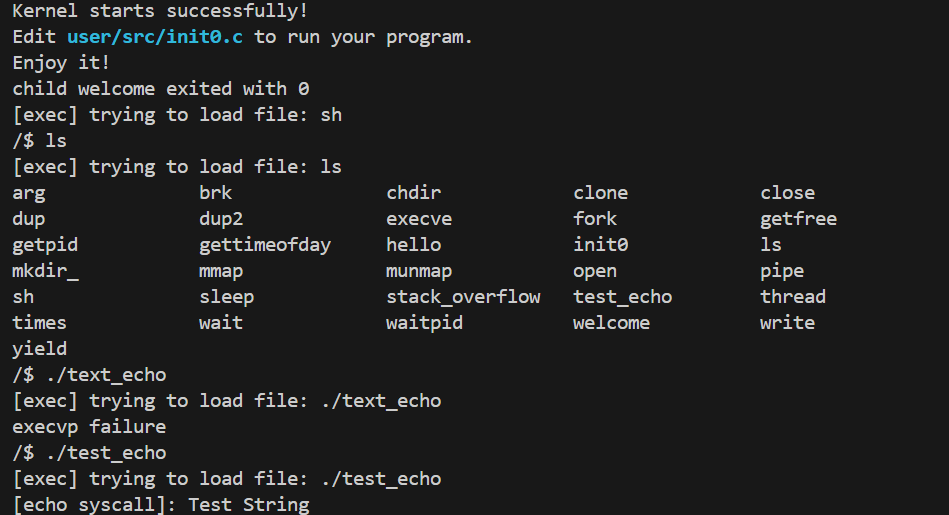 Kernel starts successfully!
Edit user/src/init0.c to run your program.
Enjoy it!
child welcome exited with 0
[exec] trying to load file: sh
/$ ls
[exec] trying to load file: ls
arg brk chdir clone close
dup dup2 execve fork getfree
getpid gettimeofday hello init0 ls
mkdir_ mmap munmap open pipe
sh sleep stack_overflow test_echo thread
times wait waitpid welcome write
yield
/$ ./text_echo
[exec] trying to load file: ./text_echo
execvp failure
/$ ./test_echo
[exec] trying to load file: ./test_echo
[echo syscall]: Test String